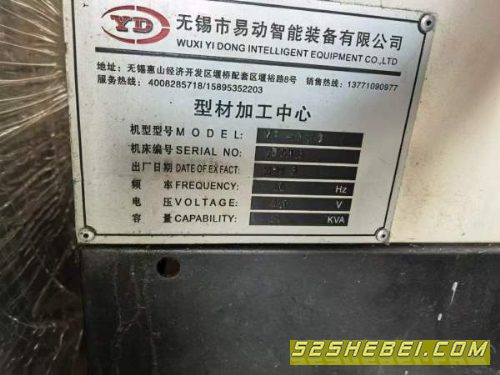 YD
无锡市易动智能装备有限公司
WUXI YI DONG INTELLIGENT EQUIPMENT CO.,LTD
地址:无锡惠山经济开发区堰桥配套区堰裕路8号 销售热线:13771090977
服务热线:4008285718/15895352203
型材加工中心
机型型号 MODEL:
机床编号 SERIAL NO:
出厂日期 DATE OF EX FACT:
频 率 FREQUENCY: Hz
电 压 VOLTAGE: V
容 量 CAPABILITY: KVA
52SHEBEI.COM